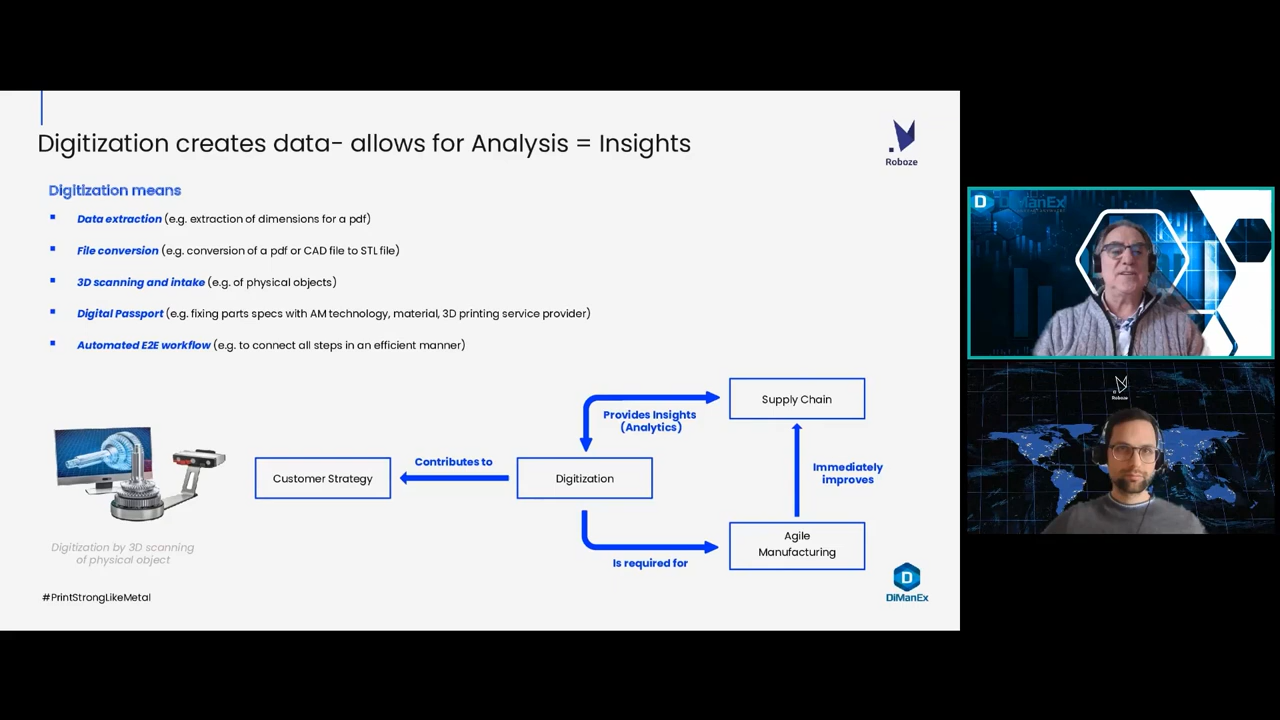 Digitization creates data- allows for Analysis = Insights
Roboze
Digitization means
Data extraction (e.g. extraction of dimensions for a pdf)
File conversion (e.g. conversion of a pdf or CAD file to STL file)
3D scanning and intake (e.g. of physical objects)
Digital Passport (e.g. fixing parts specs with AM technology, material, 3D printing service provider)
Automated E2E workflow (e.g. to connect all steps in an efficient manner)
Supply Chain
Provides Insights
(Analytics)
Customer Strategy
Contributes to
Digitization
Immediately
improves
Agile
Manufacturing
Is required for
Digitization by 3D scanning
of physical object
#PrintStrongLikeMetal
D
DiManEx
D DiManEx
Roboze